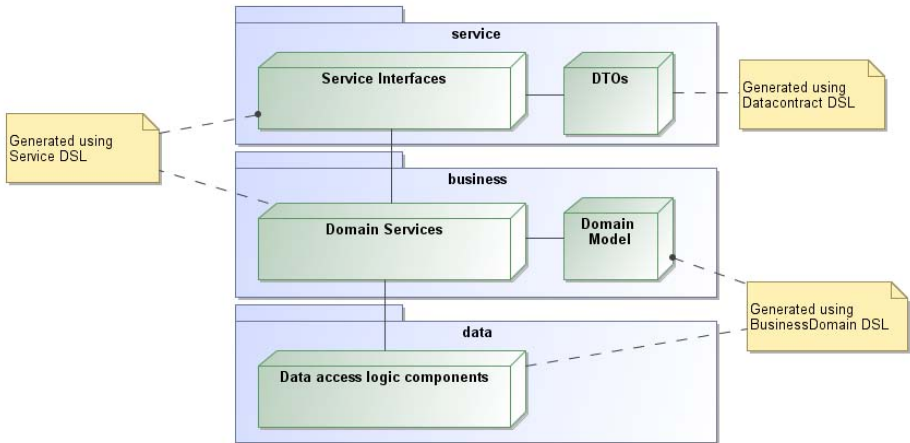 service
Service Interfaces
DTOs
Generated using
Datacontract DSL
Generated using
Service DSL
business
Domain Services
Domain
Model
Generated using
BusinessDomain DSL
data
Data access logic components